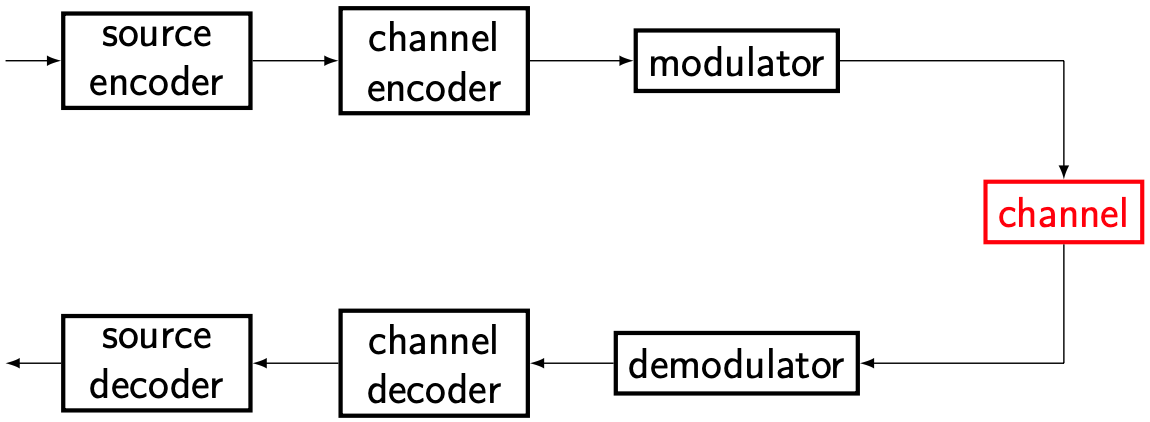 source
encoder
channel
encoder
modulator
channel
source
decoder
channel
decoder
demodulator